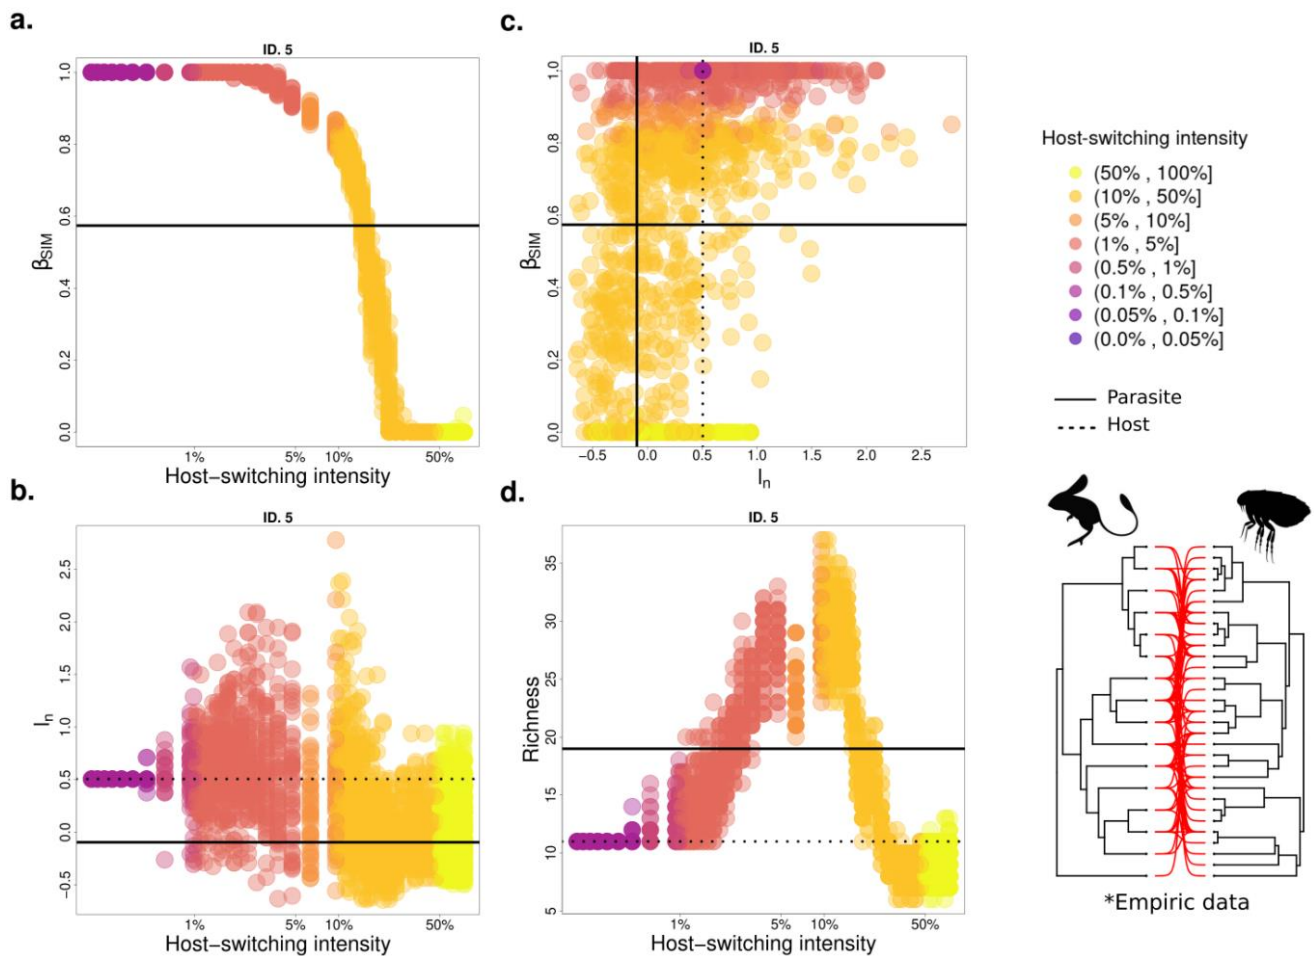 a.
ID. 5
βSIM
0.0
0.2
0.4
0.6
0.8
1.0
1%
5%
10%
50%
Host−switching intensity
c.
ID. 5
βSIM
0.0
0.2
0.4
0.6
0.8
1.0
−0.5
0.0
0.5
1.0
1.5
2.0
2.5
In
Host-switching intensity
(50% , 100%]
(10% , 50%]
(5% , 10%]
(1% , 5%]
(0.5% , 1%]
(0.1% , 0.5%]
(0.05% , 0.1%]
(0.0% , 0.05%]
Parasite
Host
b.
ID. 5
In
−0.5
0.0
0.5
1.0
1.5
2.0
2.5
1%
5%
10%
50%
Host−switching intensity
d.
ID. 5
Richness
5
10
15
20
25
30
35
1%
5%
10%
50%
Host−switching intensity
*Empiric data